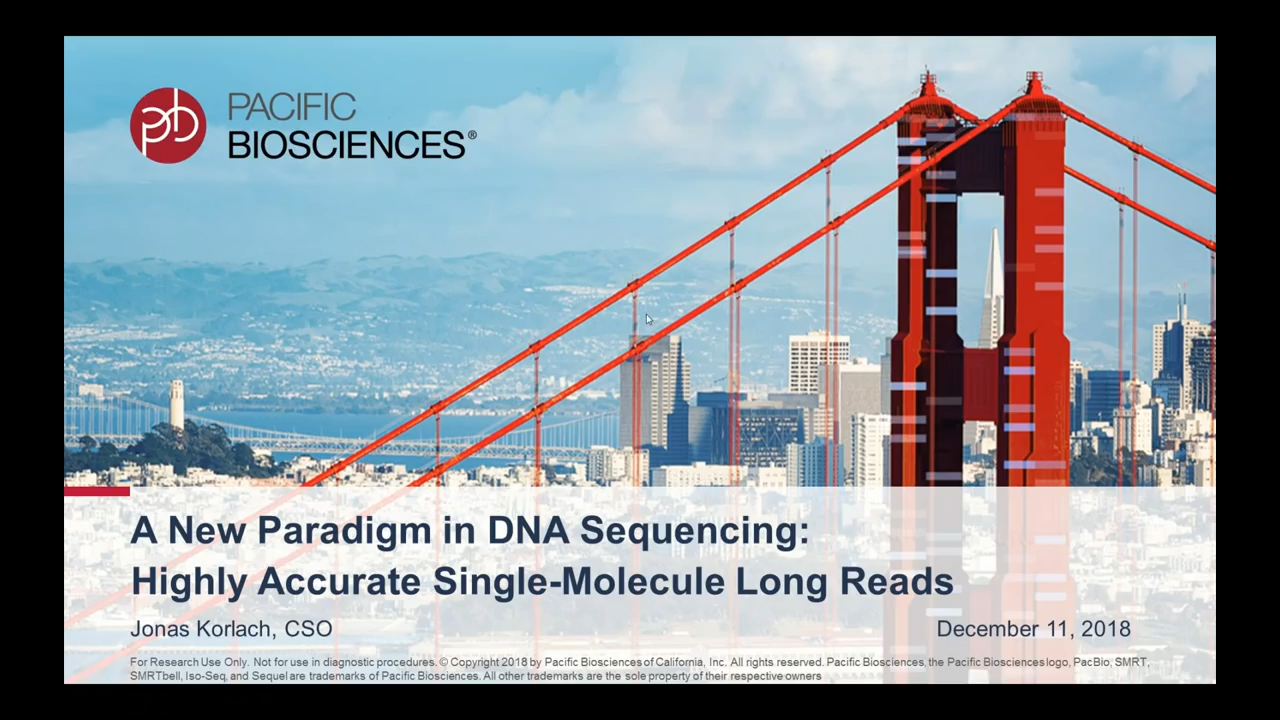 pb
PACIFIC
BIOSCIENCES®
A New Paradigm in DNA Sequencing:
Highly Accurate Single-Molecule Long Reads
Jonas Korlach, CSO
December 11, 2018
For Research Use Only. Not for use in diagnostic procedures. © Copyright 2018 by Pacific Biosciences of California, Inc. All rights reserved. Pacific Biosciences, the Pacific Biosciences logo, PacBio, SMRT,
SMRTbell, Iso-Seq, and Sequel are trademarks of Pacific Biosciences. All other trademarks are the sole property of their respective owners